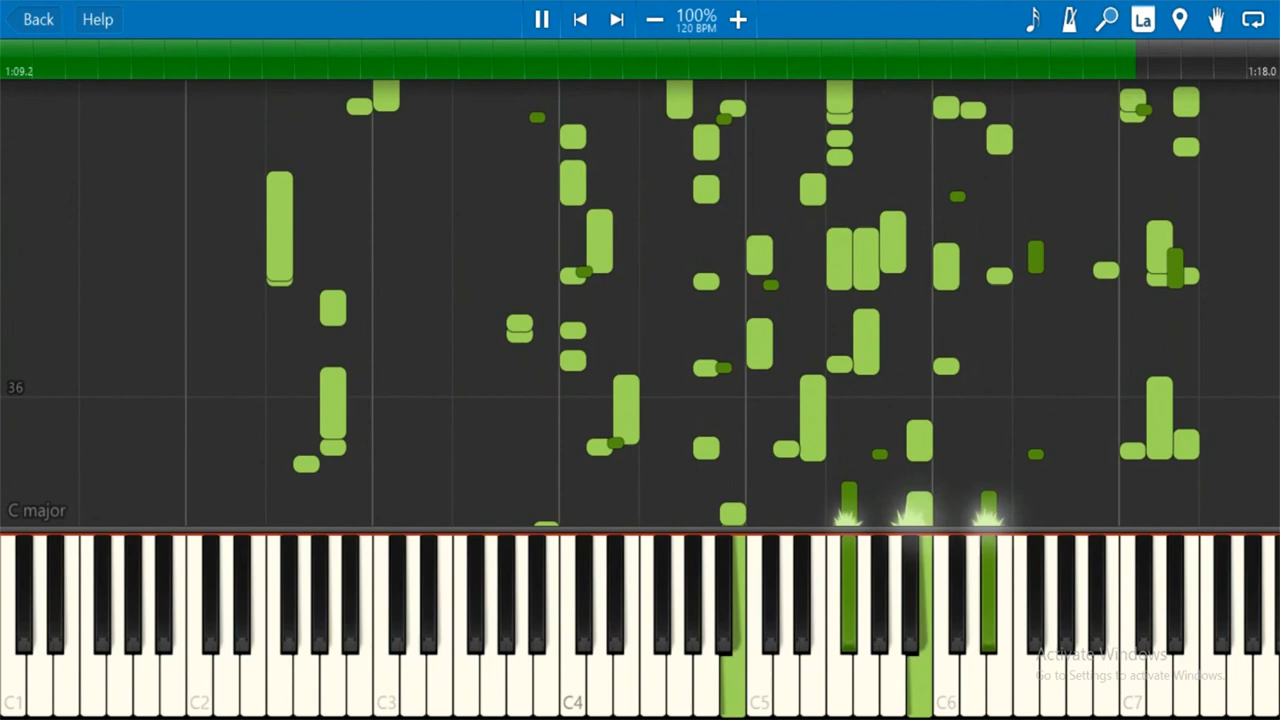 Back Help 100%
120 BPM
La
1:09.2 1:18.0
36
C major
Activate Windows
Go to Settings to activate Windows.
C1 C2 C3 C4 C5 C6 C7